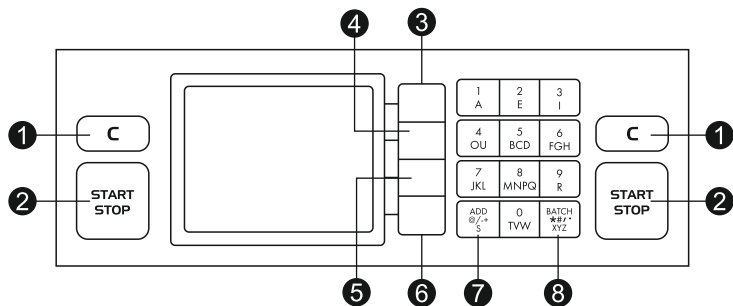 4
3
1
C
1
A
2
E
3
I
C
1
4
OU
5
BCD
6
FGH
2
START
STOP
7
JKL
8
MNPQ
9
R
START
STOP
2
ADD
@/-+
S
0
TVW
BATCH
*#/'
XYZ
5
6
7
8